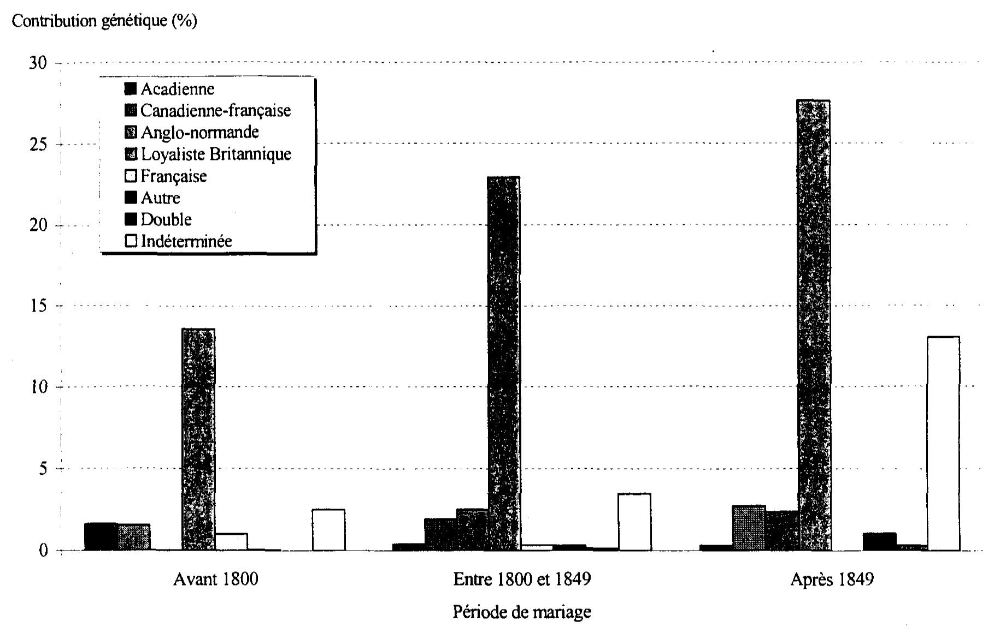 Contribution génétique (%)
30
25
20
15
10
5
0
Acadienne
Canadienne-française
Anglo-normande
Loyaliste Britannique
Française
Autre
Double
Indéterminée
Avant 1800
Entre 1800 et 1849
Après 1849
Période de mariage